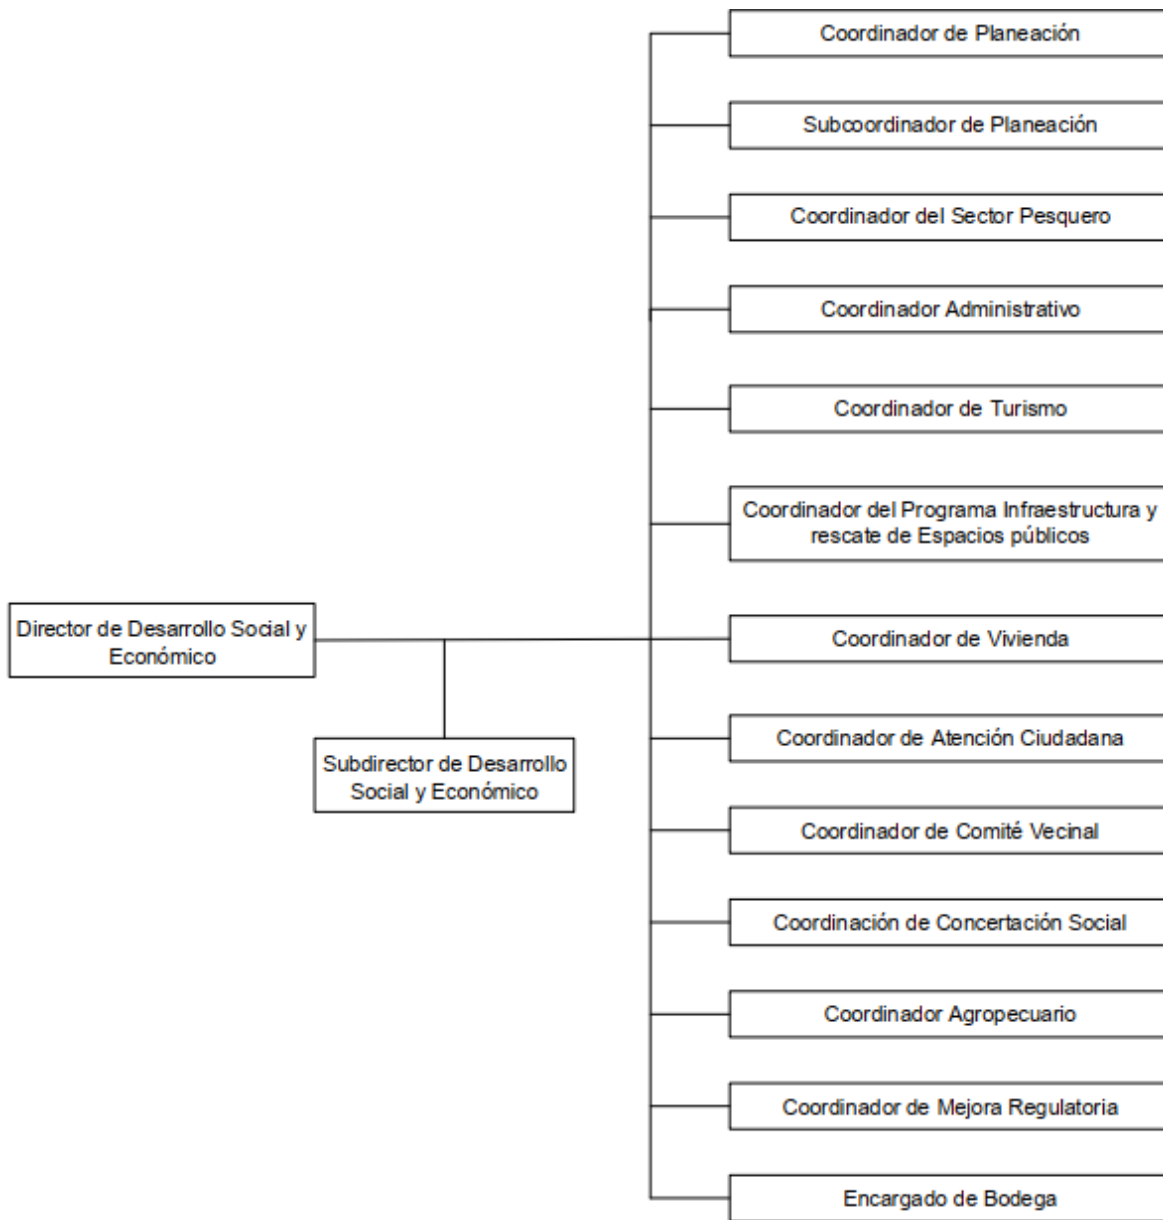 Coordinador de Planeación
Subcoordinador de Planeación
Coordinador del Sector Pesquero
Coordinador Administrativo
Coordinador de Turismo
Coordinador del Programa Infraestructura y
rescate de Espacios públicos
Director de Desarrollo Social y
Económico
Coordinador de Vivienda
Subdirector de Desarrollo
Social y Económico
Coordinador de Atención Ciudadana
Coordinador de Comité Vecinal
Coordinación de Concertación Social
Coordinador Agropecuario
Coordinador de Mejora Regulatoria
Encargado de Bodega